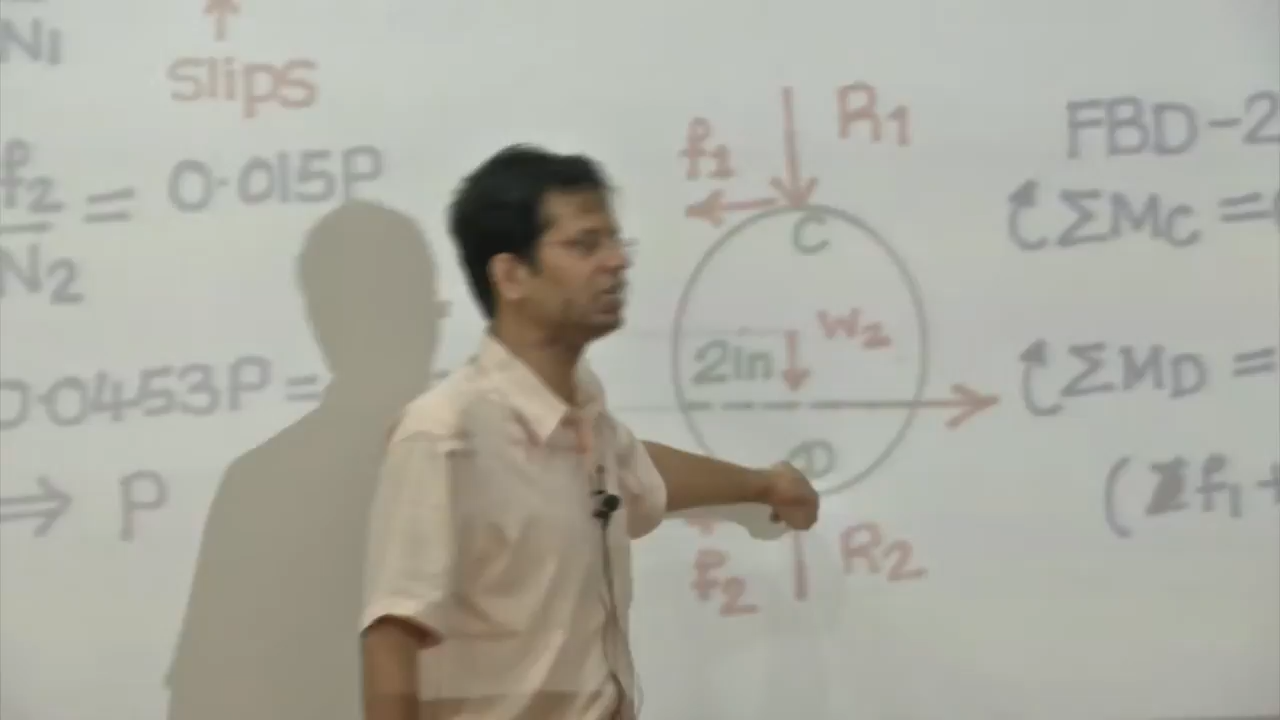 N1
Slips
f2
N2
= 0.015P
0.0453P =
⇒ P
R1
f1
C
W2
2in
D
R2
f2
FBD-2
ΣMC =
ΣMD =
f1 +